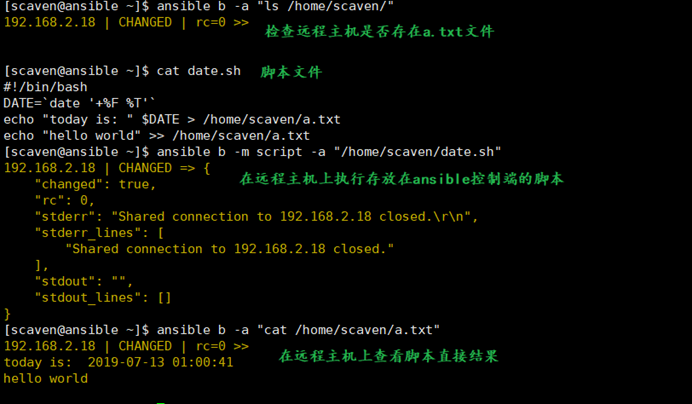 [scaven@ansible ~]$ ansible b -a "ls /home/scaven/"
192.168.2.18 | CHANGED | rc=0 >>
检查远程主机是否存在a.txt文件
[scaven@ansible ~]$ cat date.sh 脚本文件
#!/bin/bash
DATE=`date '+%F %T'`
echo "today is: " $DATE > /home/scaven/a.txt
echo "hello world" >> /home/scaven/a.txt
[scaven@ansible ~]$ ansible b -m script -a "/home/scaven/date.sh"
192.168.2.18 | CHANGED => {
在远程主机上执行存放在ansible控制端的脚本
    "changed": true,
    "rc": 0,
    "stderr": "Shared connection to 192.168.2.18 closed.\r\n",
    "stderr_lines": [
        "Shared connection to 192.168.2.18 closed."
    ],
    "stdout": "",
    "stdout_lines": []
}
[scaven@ansible ~]$ ansible b -a "cat /home/scaven/a.txt"
192.168.2.18 | CHANGED | rc=0 >>
在远程主机上查看脚本直接结果
today is:  2019-07-13 01:00:41
hello world